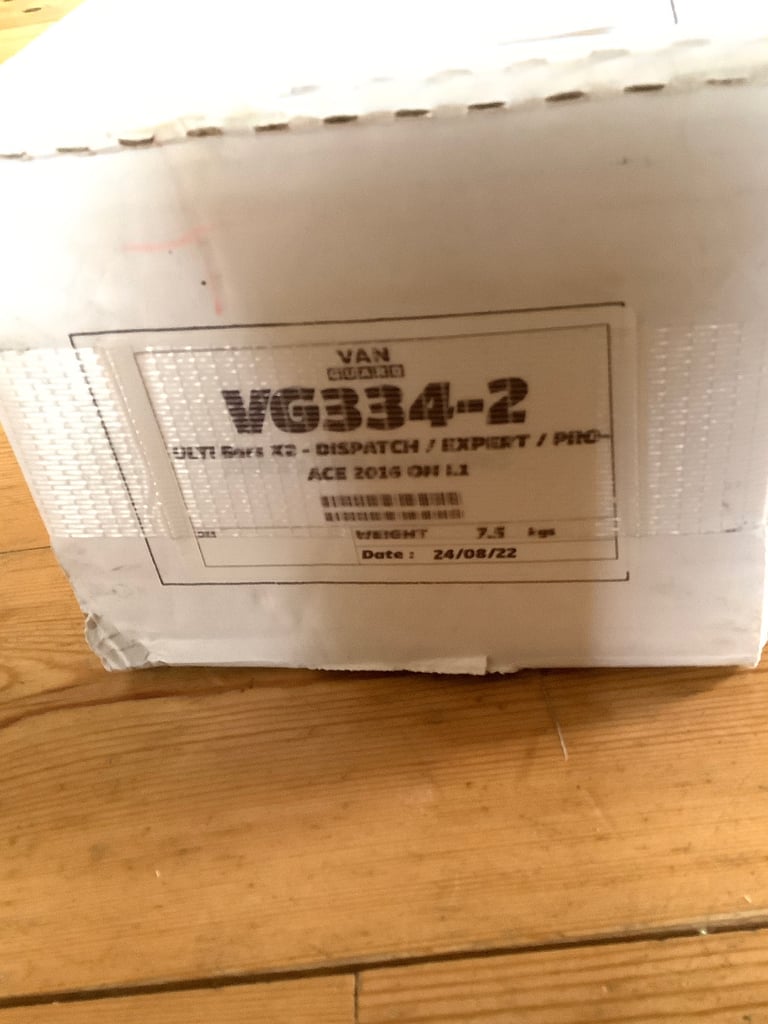 VAN
GUARD
VG334-2
ULTI Bars X2 - DISPATCH / EXPERT / PRO-
ACE 2016 ON L1
WEIGHT 7.5 kgs
Date : 24/08/22